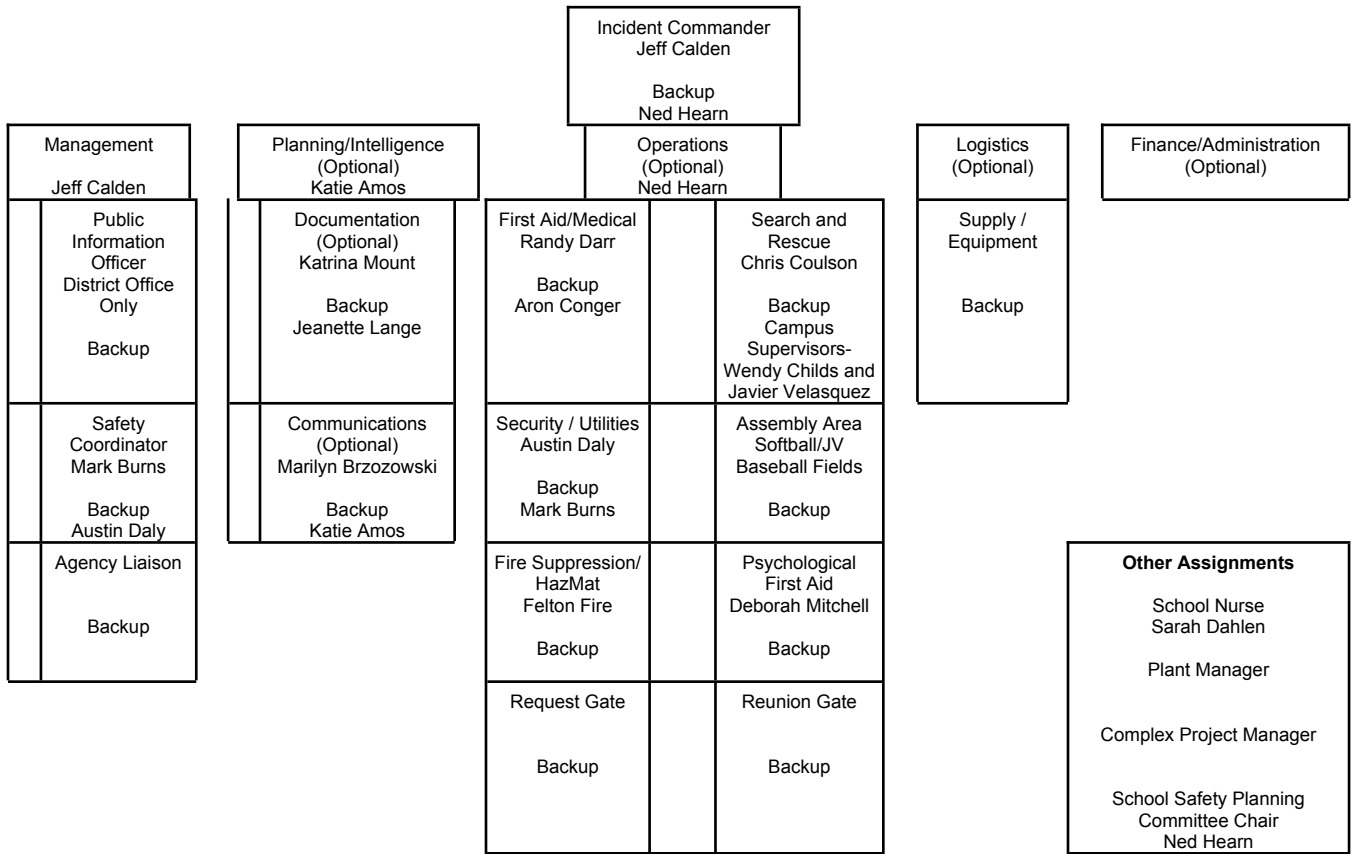 Incident Commander
Jeff Calden
Backup
Ned Hearn
Management
Jeff Calden
Planning/Intelligence
(Optional)
Katie Amos
Operations
(Optional)
Ned Hearn
Logistics
(Optional)
Finance/Administration
(Optional)
Public
Information
Officer
District Office
Only
Backup
Documentation
(Optional)
Katrina Mount
Backup
Jeanette Lange
First Aid/Medical
Randy Darr
Backup
Aron Conger
Search and
Rescue
Chris Coulson
Backup
Campus
Supervisors-
Wendy Childs and
Javier Velasquez
Supply /
Equipment
Backup
Safety
Coordinator
Mark Burns
Backup
Austin Daly
Communications
(Optional)
Marilyn Brzozowski
Backup
Katie Amos
Security / Utilities
Austin Daly
Backup
Mark Burns
Assembly Area
Softball/JV
Baseball Fields
Backup
Agency Liaison
Backup
Fire Suppression/
HazMat
Felton Fire
Backup
Psychological
First Aid
Deborah Mitchell
Backup
Request Gate
Backup
Reunion Gate
Backup
Other Assignments
School Nurse
Sarah Dahlen
Plant Manager
Complex Project Manager
School Safety Planning
Committee Chair
Ned Hearn